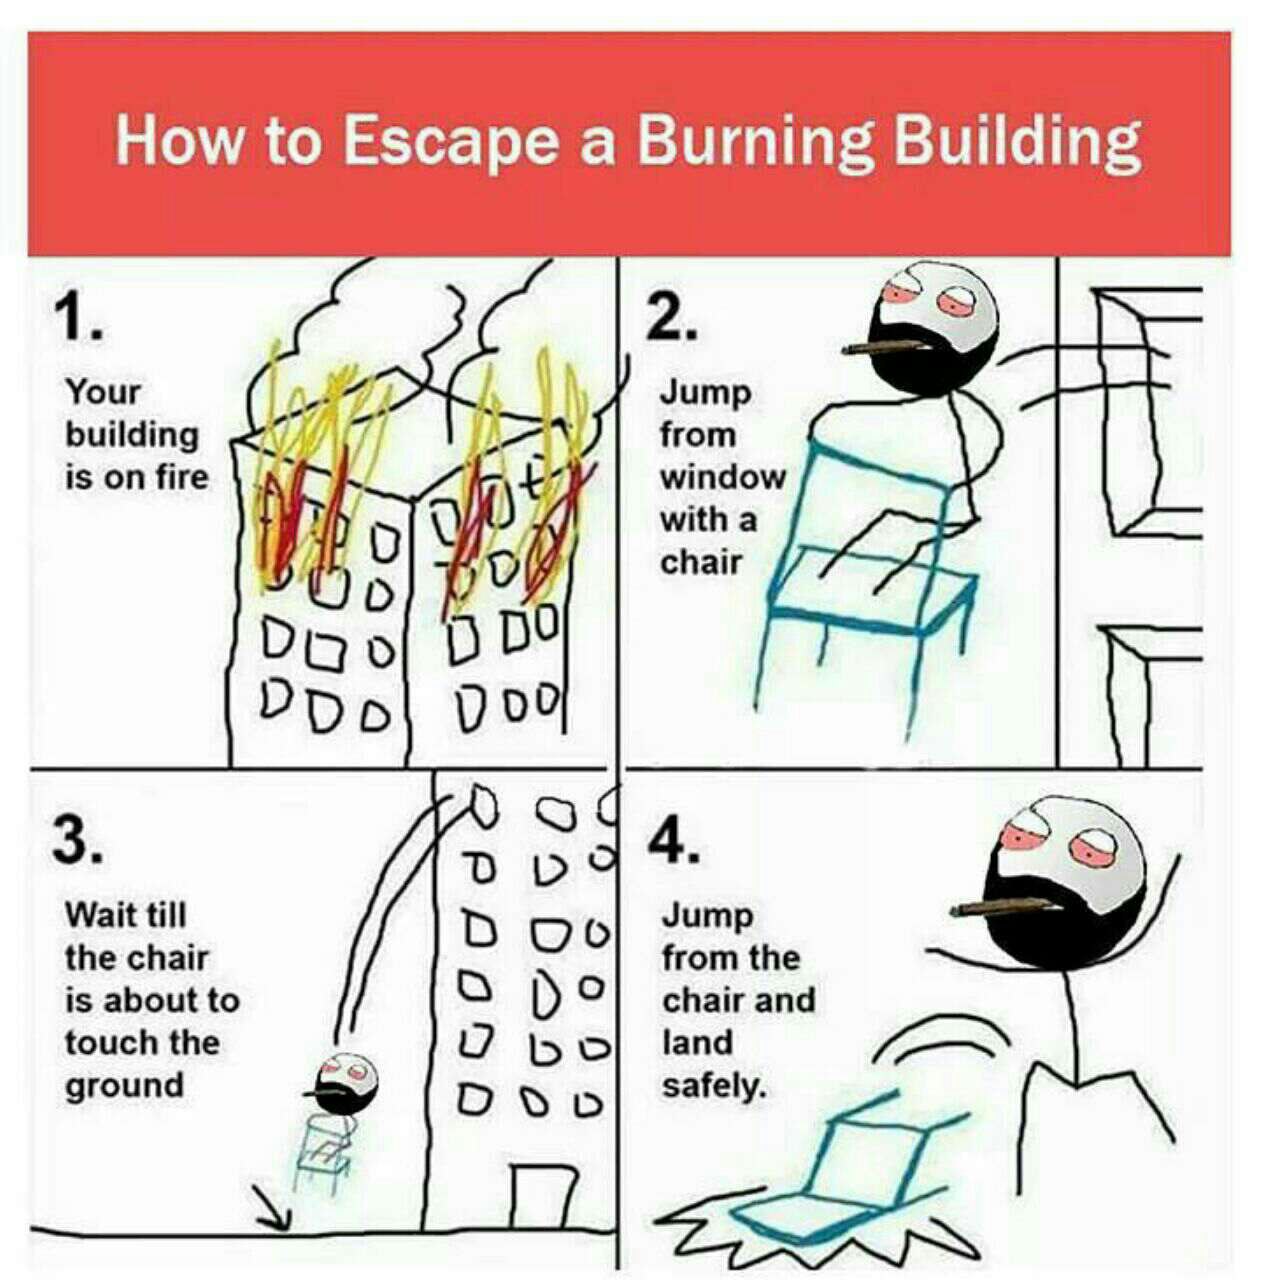 How to Escape a Burning Building
1.
Your
building
is on fire
2.
Jump
from
window
with a
chair
3.
Wait till
the chair
is about to
touch the
ground
4.
Jump
from the
chair and
land
safely.